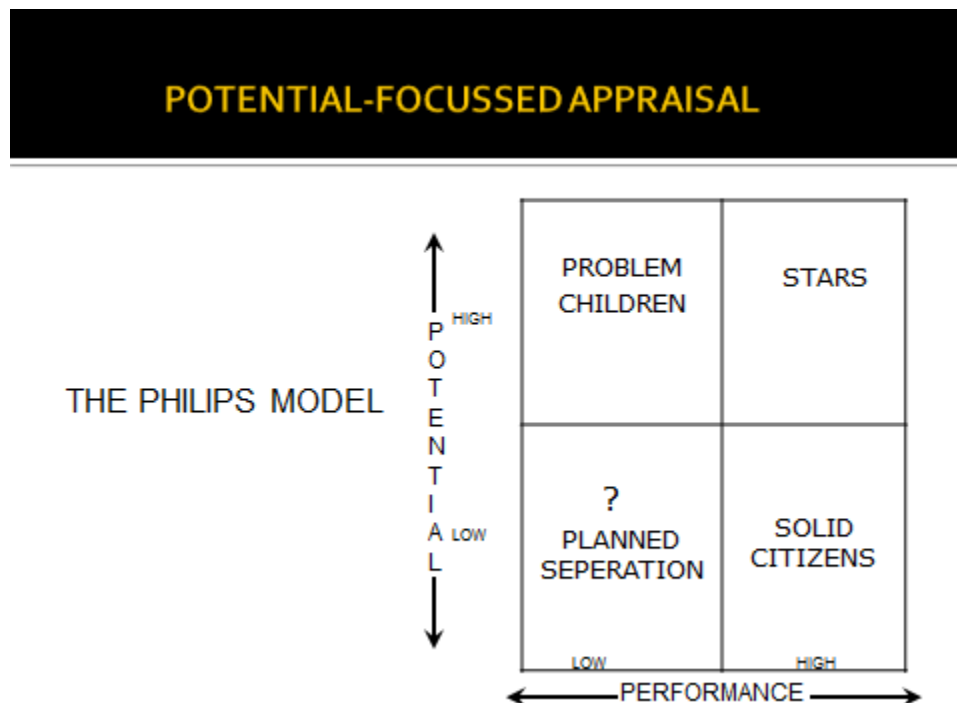 POTENTIAL-FOCUSSED APPRAISAL
THE PHILIPS MODEL
POTENTIAL
HIGH
LOW
PROBLEM
CHILDREN
STARS
?
PLANNED
SEPERATION
SOLID
CITIZENS
LOW
HIGH
PERFORMANCE